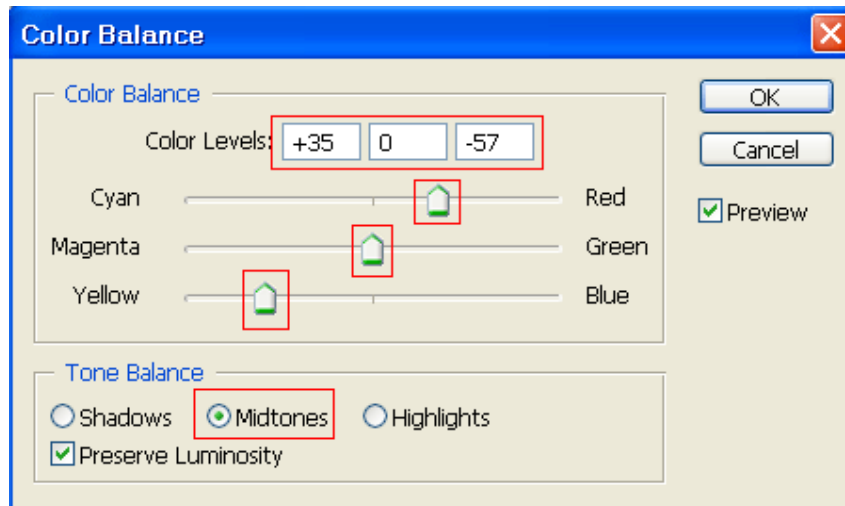 Color Balance
Color Balance
OK
Color Levels: +35 0 -57
Cancel
Cyan Red
Preview
Magenta Green
Yellow Blue
Tone Balance
Shadows Midtones Highlights
Preserve Luminosity